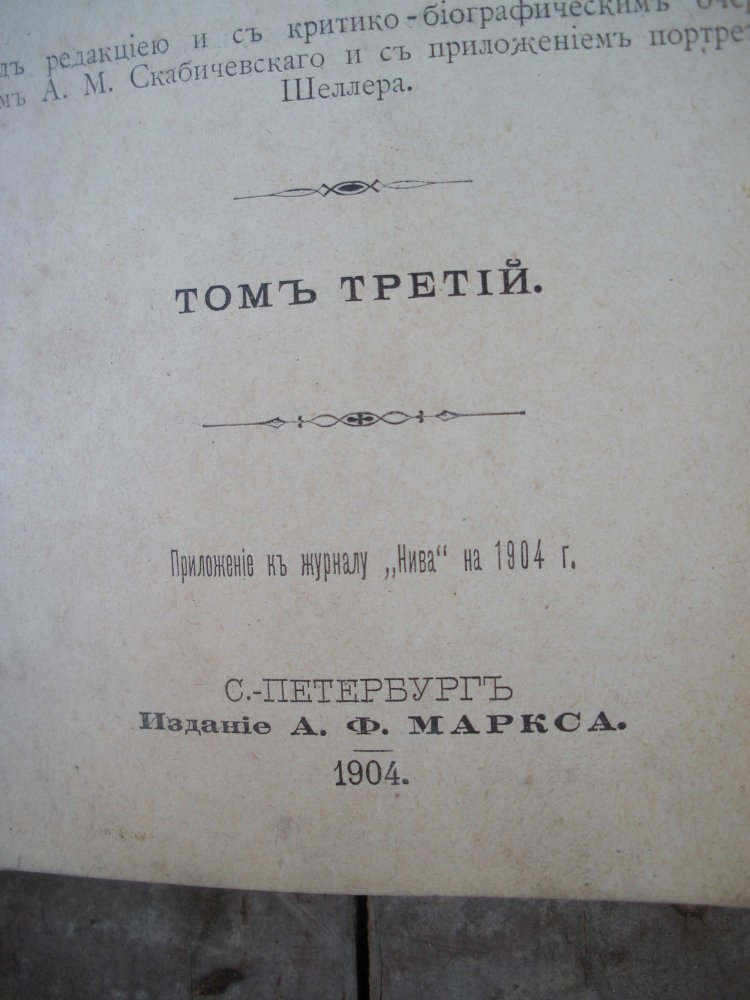 редакціею и съ критико-біографическимъ
А. М. Скабичевскаго и съ приложеніемъ
Шеллера.
ТОМЪ ТРЕТІЙ.
Приложеніе къ журналу „Нива“ на 1904 г.
С.-ПЕТЕРБУРГЪ
Изданіе А. Ф. МАРКСА.
1904.